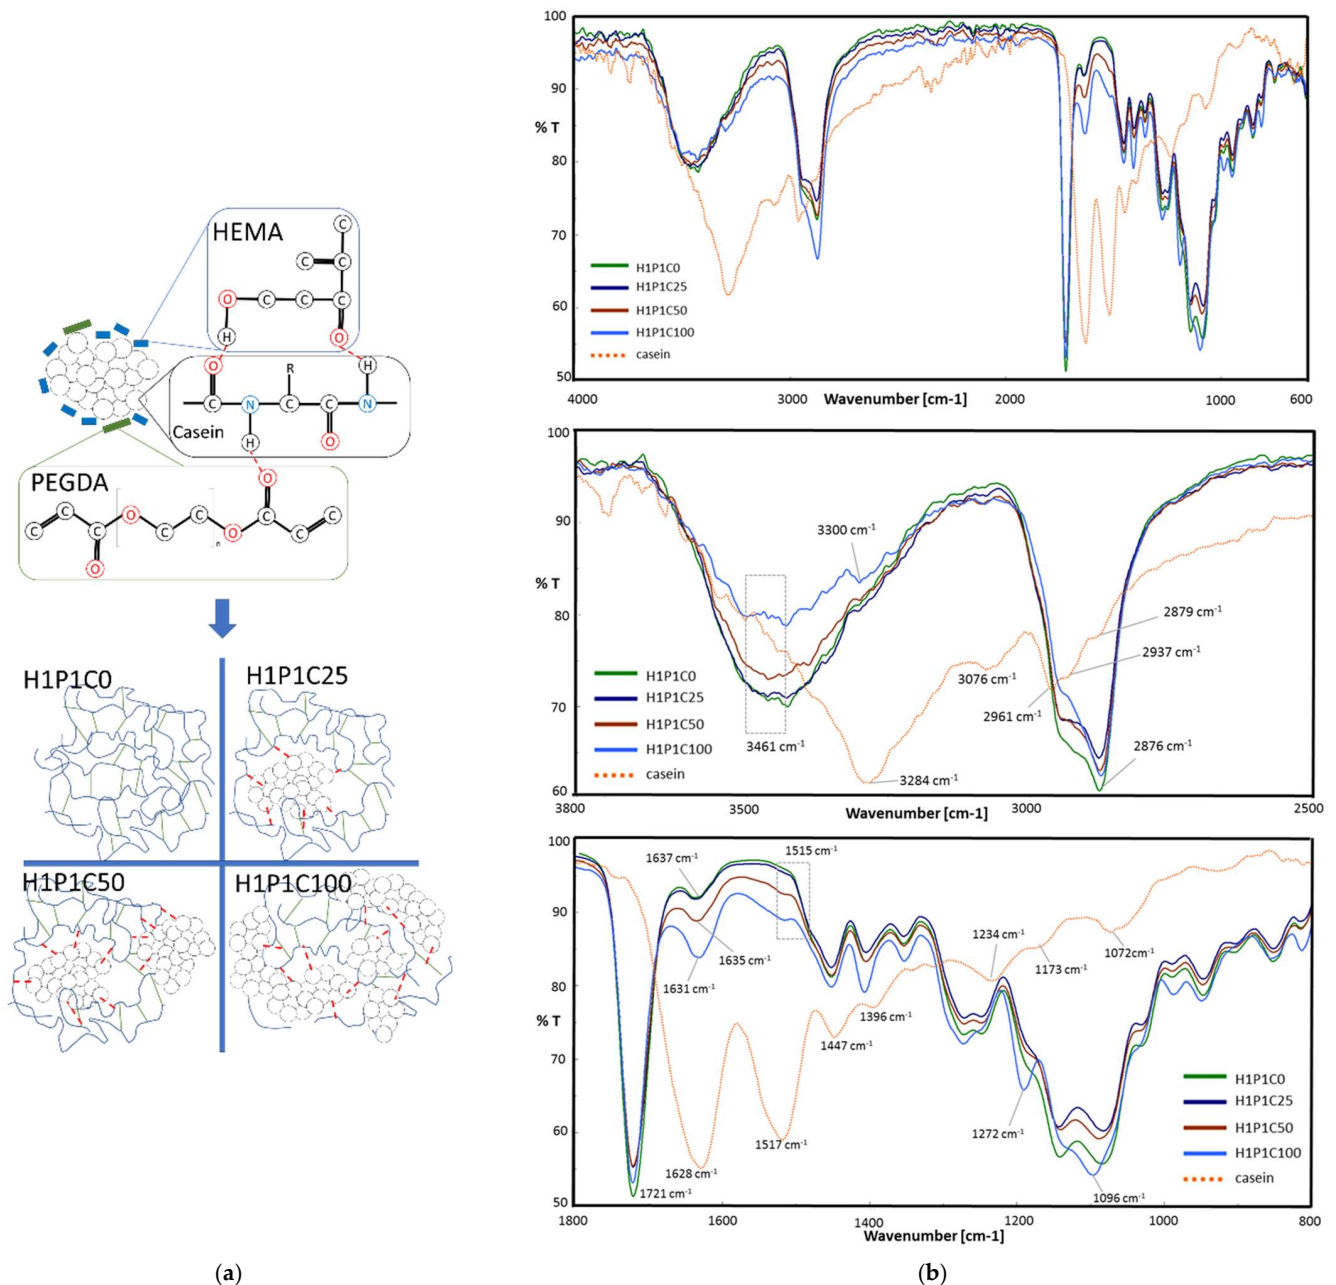 HEMA
C
C
C
O
C
C
C
H
O
O
R
H
C
N
C
C
N
Casein
H
O
O
PEGDA
C
C
C
O
C
C
O
C
C
C
n
O
H1P1C0
H1P1C25
H1P1C50
H1P1C100
(a)
100
90
80
70
60
50
% T
H1P1C0
H1P1C25
H1P1C50
H1P1C100
casein
4000
3000
2000
1000
600
Wavenumber [cm-1]
100
90
80
70
60
% T
3300 cm-1
2879 cm-1
2937 cm-1
3076 cm-1
2961 cm-1
2876 cm-1
3461 cm-1
3284 cm-1
H1P1C0
H1P1C25
H1P1C50
H1P1C100
casein
3800
3500
3000
2500
Wavenumber [cm-1]
100
90
80
70
60
50
% T
1637 cm-1
1515 cm-1
1635 cm-1
1631 cm-1
1234 cm-1
1173 cm-1
1072cm-1
1396 cm-1
1447 cm-1
1517 cm-1
1272 cm-1
1628 cm-1
1721 cm-1
1096 cm-1
H1P1C0
H1P1C25
H1P1C50
H1P1C100
casein
1800
1600
1400
1200
1000
800
Wavenumber [cm-1]
(b)